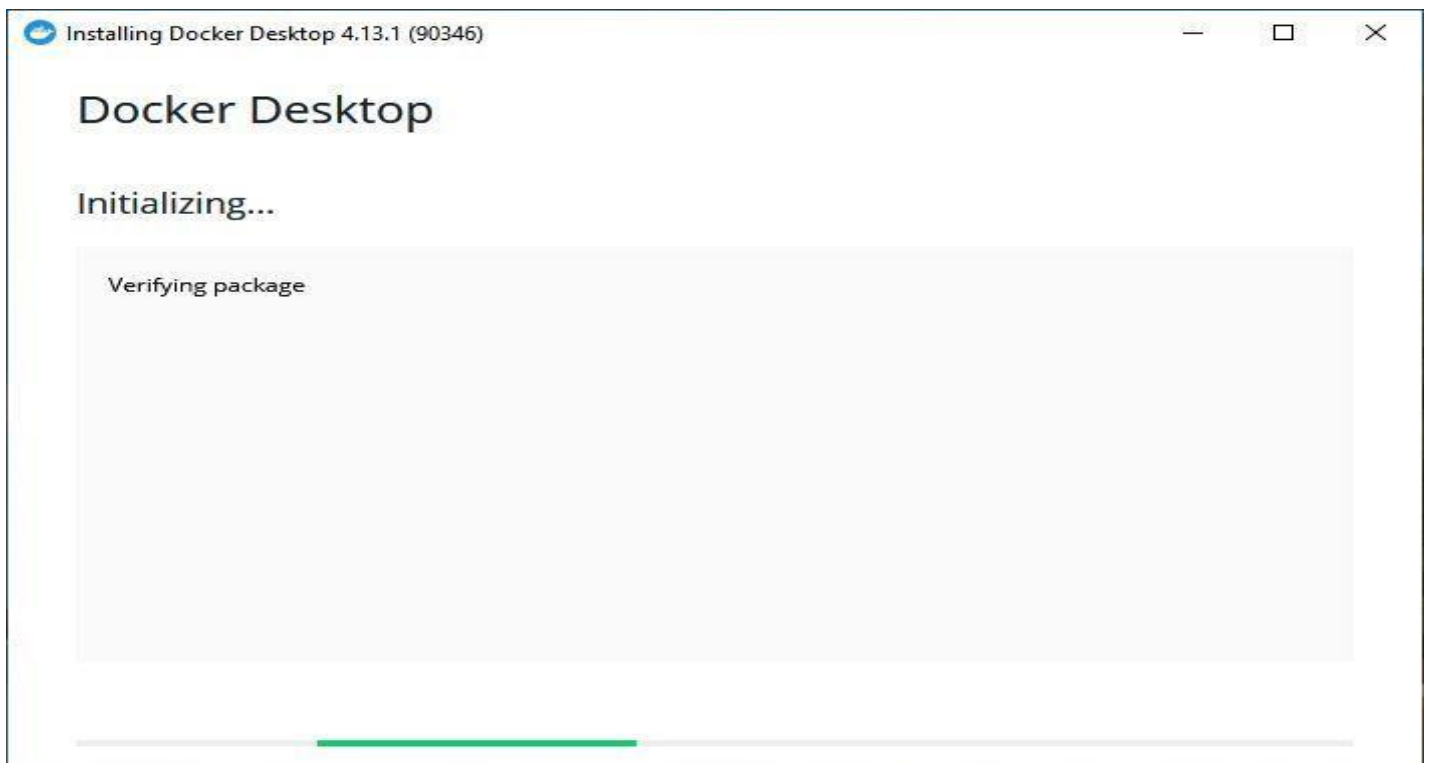 Installing Docker Desktop 4.13.1 (90346)
Docker Desktop
Initializing...
Verifying package